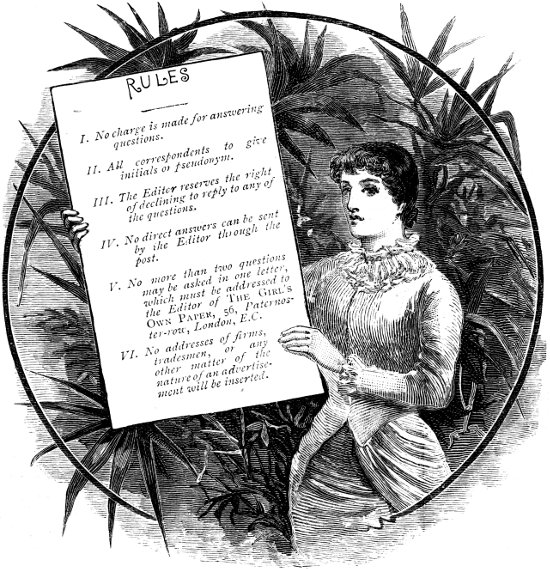 RULES
I. No charge is made for answering
questions.
II. All correspondents to give
initials or pseudonym.
III. The Editor reserves the right
of declining to reply to any of
the questions.
IV. No direct answers can be sent
by the Editor through the
post.
V. No more than two questions
may be asked in one letter,
which must be addressed to
the Editor of THE GIRL'S
OWN PAPER, 56, Paternos-
ter-row, London, E.C.
VI. No addresses of firms,
tradesmen, or any
other matter of the
nature of an advertise-
ment will be inserted.